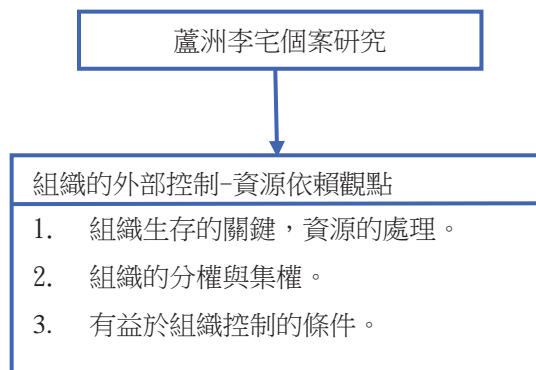 蘆洲李宅個案研究
組織的外部控制-資源依賴觀點
1. 組織生存的關鍵，資源的處理。
2. 組織的分權與集權。
3. 有益於組織控制的條件。